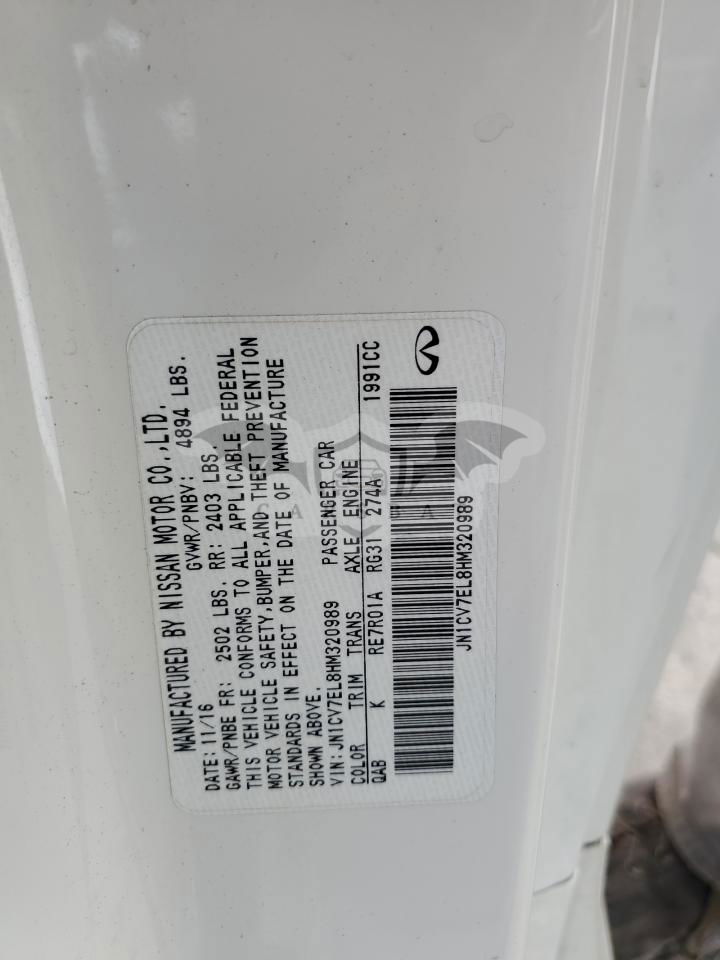 MANUFACTURED BY NISSAN MOTOR CO.,LTD.
DATE:11/16 GVWR/PNBV: 4894 LBS.
GAWR/PNBE FR: 2502 LBS. RR: 2403 LBS.
THIS VEHICLE CONFORMS TO ALL APPLICABLE FEDERAL
MOTOR VEHICLE SAFETY,BUMPER,AND THEFT PREVENTION
STANDARDS IN EFFECT ON THE DATE OF MANUFACTURE
SHOWN ABOVE.
VIN:JN1CV7EL8HM320989 PASSENGER CAR
COLOR TRIM TRANS AXLE ENGINE
QAB K RE7R01A RG31 274A 1991CC
JN1CV7EL8HM320989